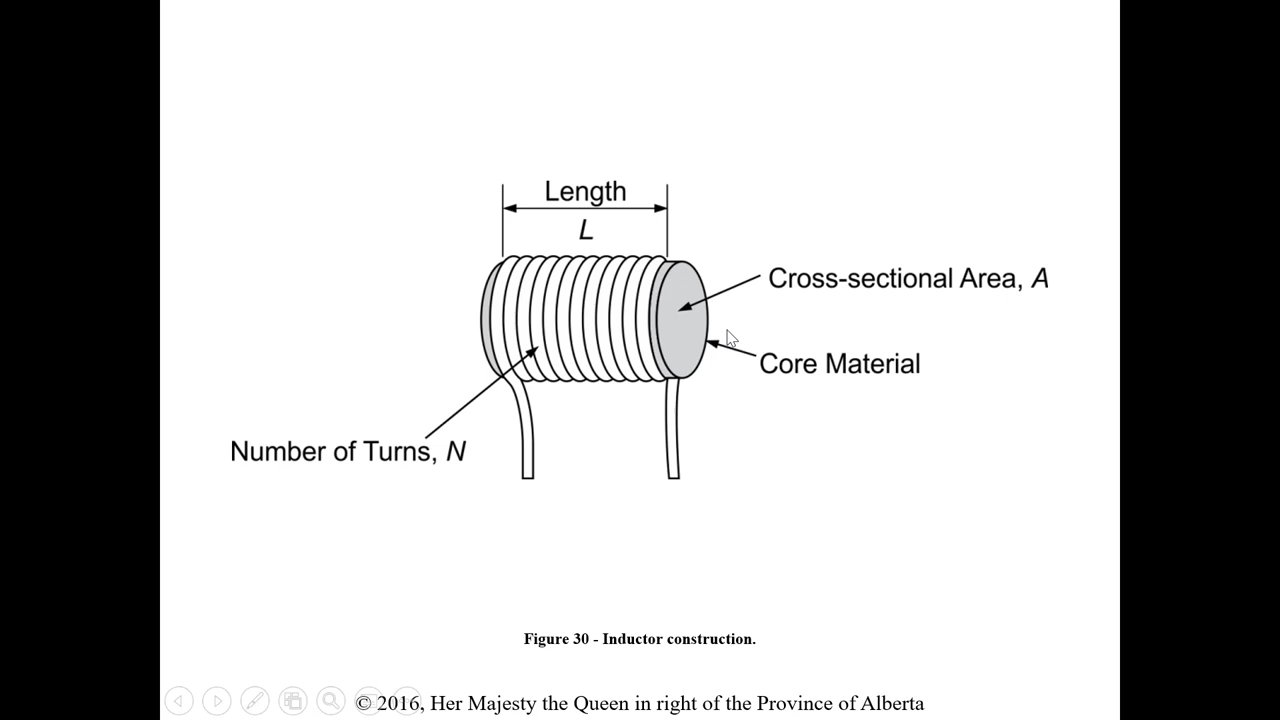 Length
L
Cross-sectional Area, A
Core Material
Number of Turns, N
Figure 30 - Inductor construction.
© 2016, Her Majesty the Queen in right of the Province of Alberta